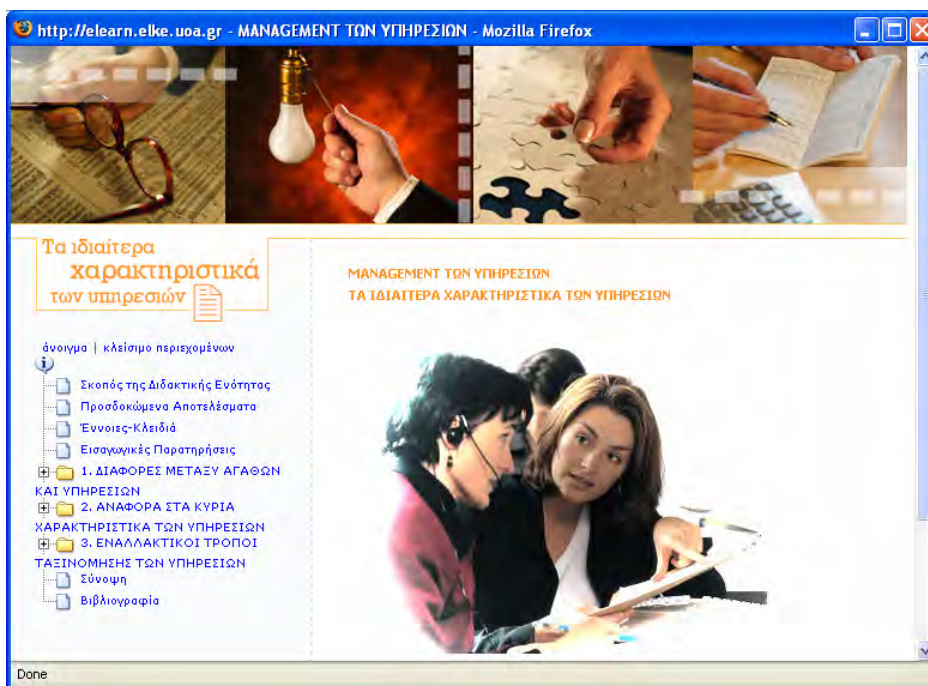 http://elearn.elke.uoa.gr - MANAGEMENT ΤΩΝ ΥΠΗΡΕΣΙΩΝ - Mozilla Firefox
Τα ιδιαίτερα
χαρακτηριστικά
των υπηρεσιών
MANAGEMENT ΤΩΝ ΥΠΗΡΕΣΙΩΝ
ΤΑ ΙΔΙΑΙΤΕΡΑ ΧΑΡΑΚΤΗΡΙΣΤΙΚΑ ΤΩΝ ΥΠΗΡΕΣΙΩΝ
άνοιγμα | κλείσιμο περιεχομένων
Σκοπός της Διδακτικής Ενότητας
Προσδοκώμενα Αποτελέσματα
Έννοιες-Κλειδιά
Εισαγωγικές Παρατηρήσεις
1. ΔΙΑΦΟΡΕΣ ΜΕΤΑΞΥ ΑΓΑΘΩΝ
ΚΑΙ ΥΠΗΡΕΣΙΩΝ
2. ΑΝΑΦΟΡΑ ΣΤΑ ΚΥΡΙΑ
ΧΑΡΑΚΤΗΡΙΣΤΙΚΑ ΤΩΝ ΥΠΗΡΕΣΙΩΝ
3. ΕΝΑΛΛΑΚΤΙΚΟΙ ΤΡΟΠΟΙ
ΤΑΞΙΝΟΜΗΣΗΣ ΤΩΝ ΥΠΗΡΕΣΙΩΝ
Σύνοψη
Βιβλιογραφία
Done